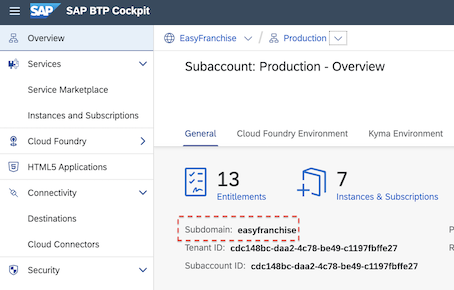 SAP SAP BTP Cockpit
Overview
Services
Service Marketplace
Instances and Subscriptions
Cloud Foundry
HTML5 Applications
Connectivity
Destinations
Cloud Connectors
Security
EasyFranchise / Production
Subaccount: Production - Overview
General Cloud Foundry Environment Kyma Environment
13 Entitlements
7 Instances & Subscriptions
Subdomain: easyfranchise
Tenant ID: cdc148bc-daa2-4c78-be49-c1197fbffe27
Subaccount ID: cdc148bc-daa2-4c78-be49-c1197fbffe27